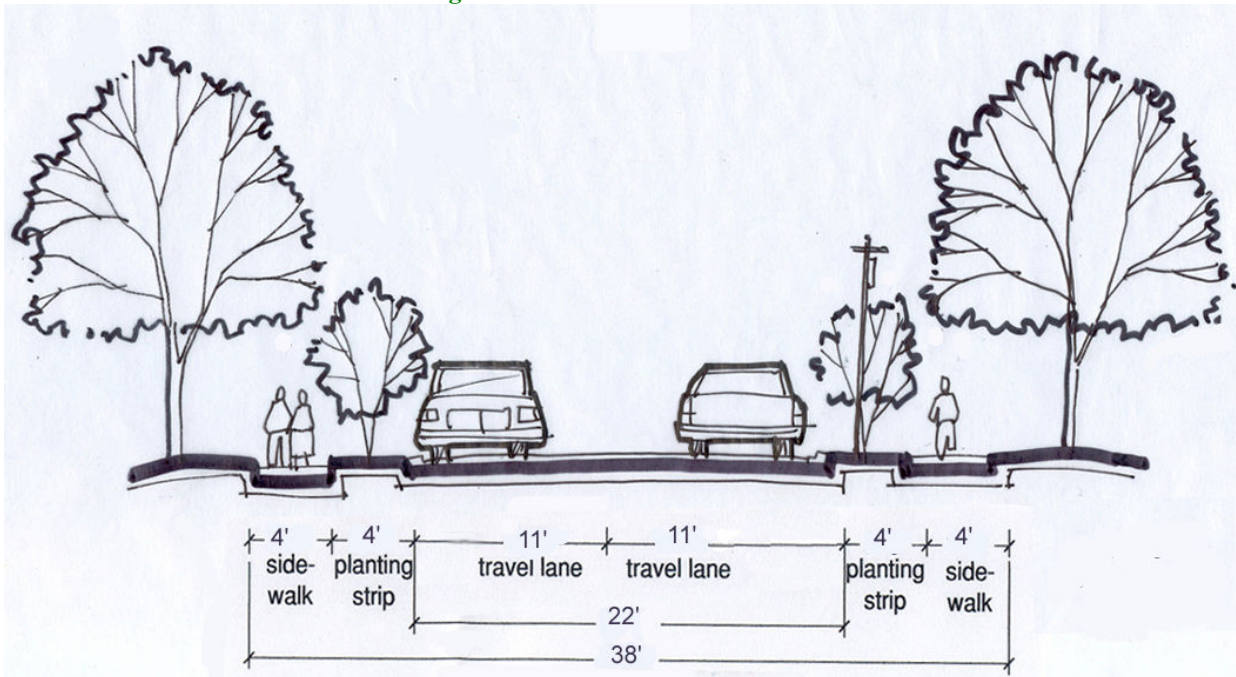 4' 4' 11' 11' 4' 4'
side- planting travel lane travel lane planting side-
walk strip strip walk
22'
38'